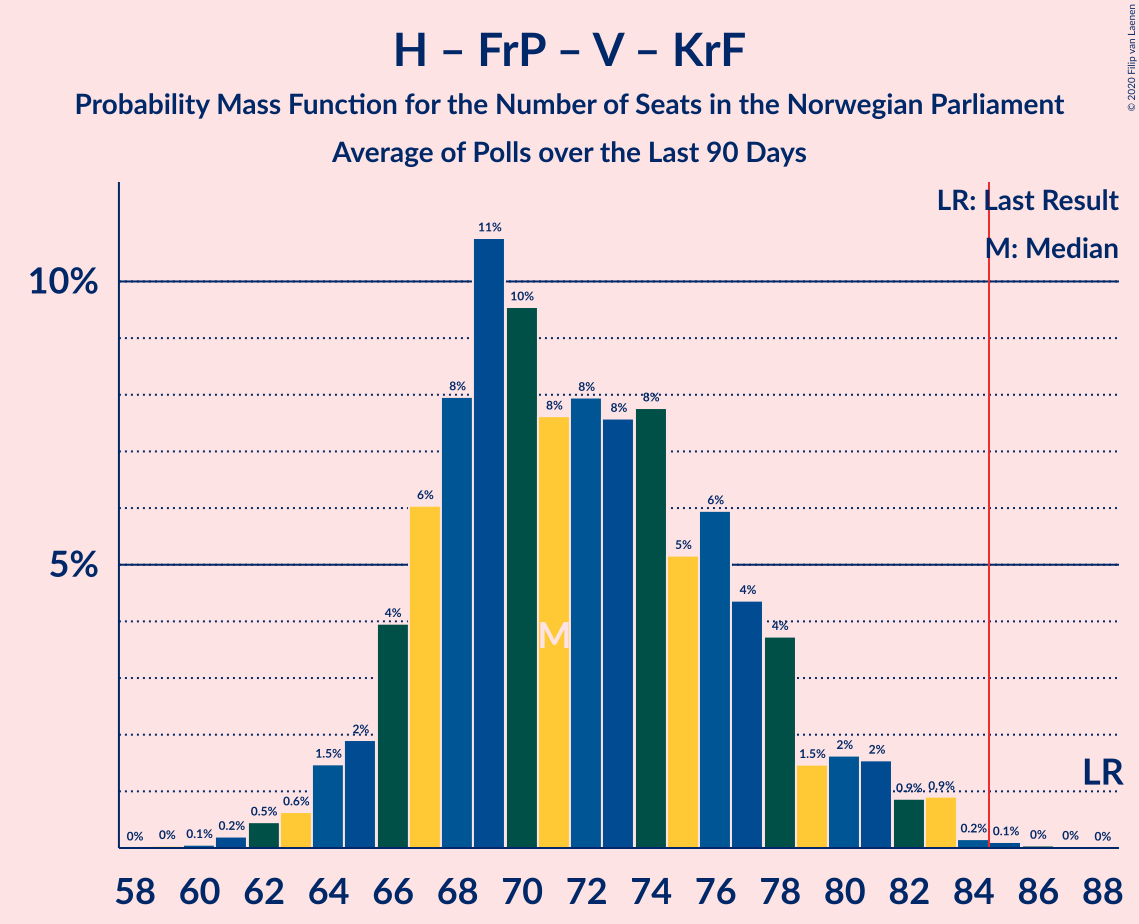 H – FrP – V – KrF
Probability Mass Function for the Number of Seats in the Norwegian Parliament
Average of Polls over the Last 90 Days
© 2020 Filip van Laenen
LR: Last Result
M: Median
10%
5%
0% 0% 0.1% 0.2% 0.5% 0.6% 1.5% 2% 4% 6% 8% 11% 10% 8% 8% 8% 8% 5% 6% 4% 4% 1.5% 2% 2% 0.9% 0.9% 0.2% 0.1% 0% 0% 0%
M
LR
58 60 62 64 66 68 70 72 74 76 78 80 82 84 86 88